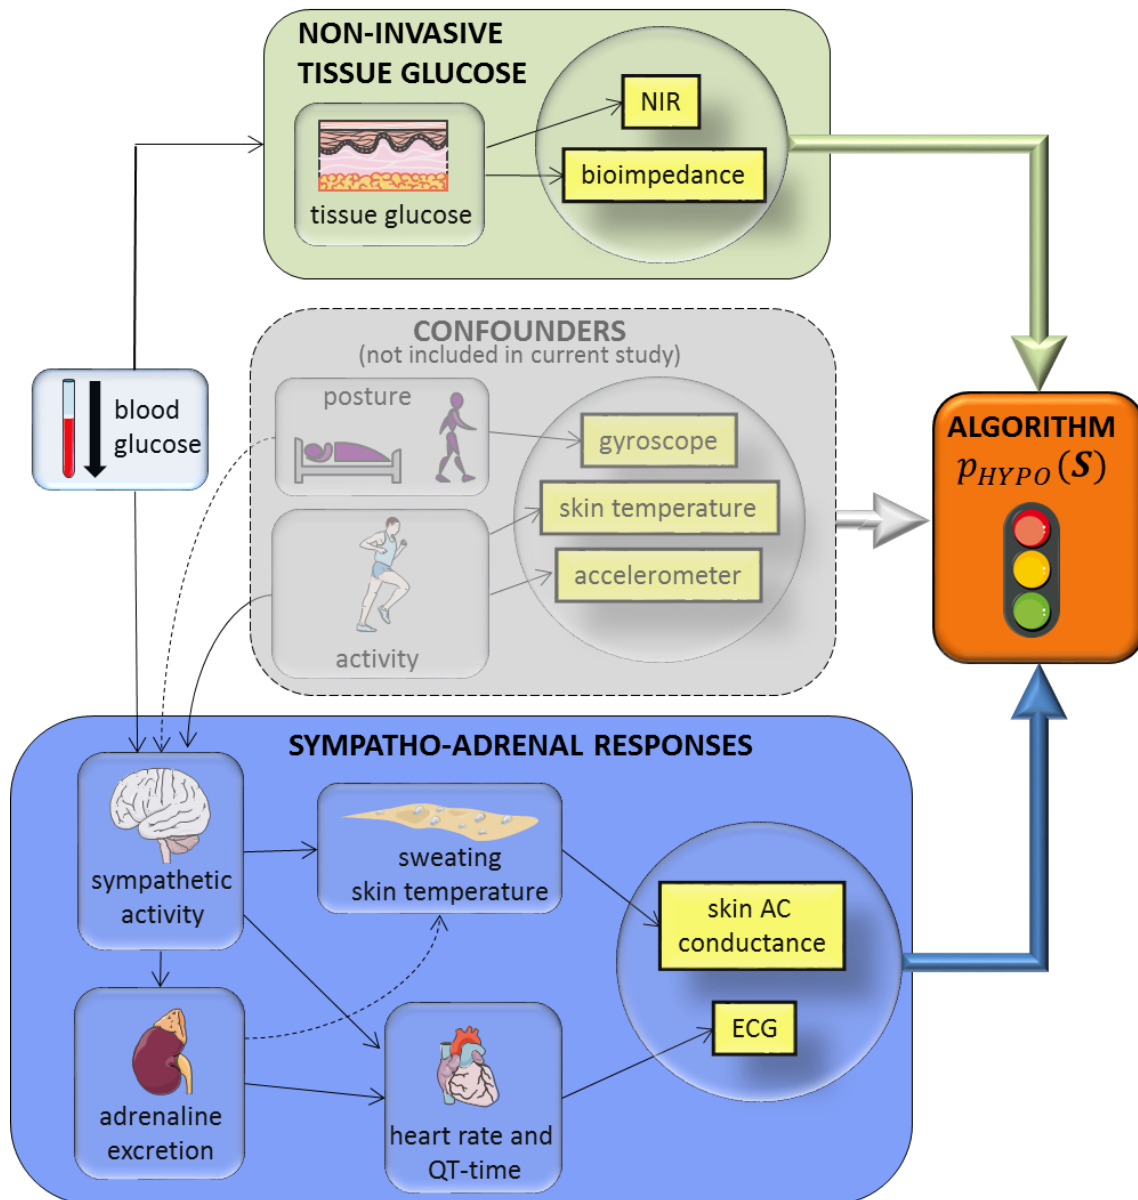 NON-INVASIVE
TISSUE GLUCOSE
NIR
bioimpedance
tissue glucose
CONFOUNDERS
(not included in current study)
posture
gyroscope
skin temperature
accelerometer
activity
blood
glucose
ALGORITHM
p_{HYPO}(S)
SYMPATHO-ADRENAL RESPONSES
sympathetic
activity
sweating
skin temperature
skin AC
conductance
ECG
adrenaline
excretion
heart rate and
QT-time